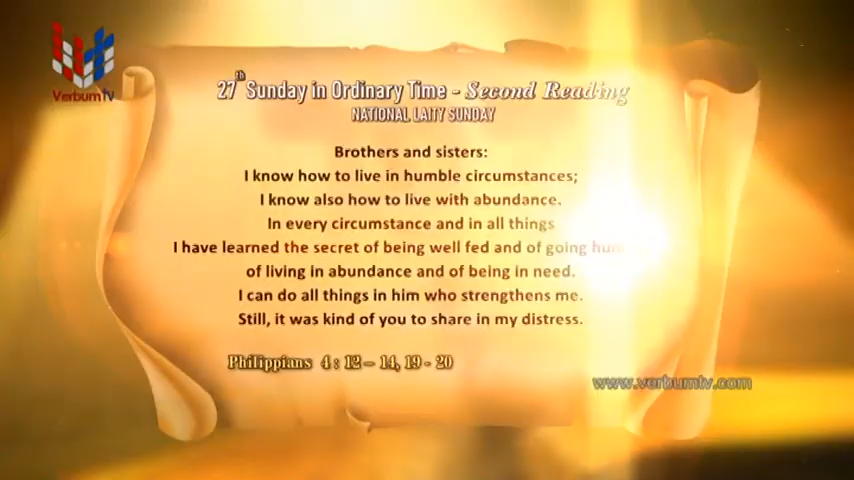 VerbumTV
27th Sunday in Ordinary Time - Second Reading
NATIONAL LAITY SUNDAY
Brothers and sisters:
I know how to live in humble circumstances;
I know also how to live with abundance.
In every circumstance and in all things
I have learned the secret of being well fed and of going
of living in abundance and of being in need.
I can do all things in him who strengthens me.
Still, it was kind of you to share in my distress.
Philippians 4 : 12 – 14, 19 - 20
www.verbumtv.com